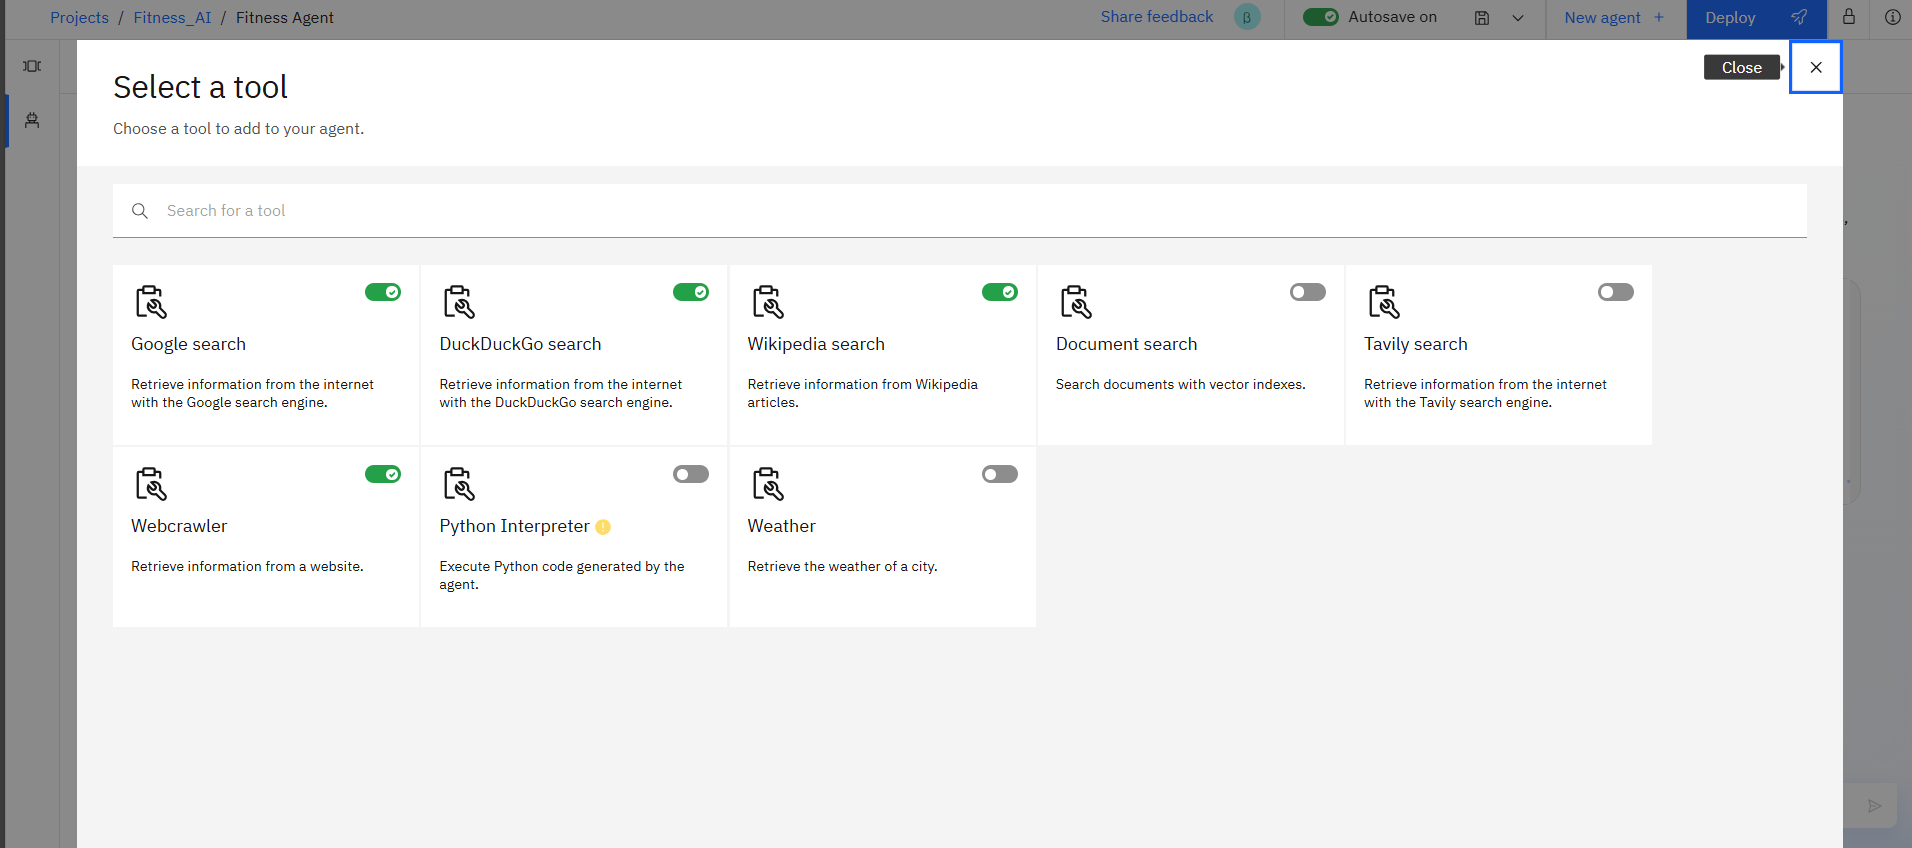 Projects / Fitness_AI / Fitness Agent
Share feedback
β
Autosave on
New agent +
Deploy
Select a tool
Close
Choose a tool to add to your agent.
Search for a tool
Google search
Retrieve information from the internet
with the Google search engine.
DuckDuckGo search
Retrieve information from the internet
with the DuckDuckGo search engine.
Wikipedia search
Retrieve information from Wikipedia
articles.
Document search
Search documents with vector indexes.
Tavily search
Retrieve information from the internet
with the Tavily search engine.
Webcrawler
Retrieve information from a website.
Python Interpreter
Execute Python code generated by the
agent.
Weather
Retrieve the weather of a city.